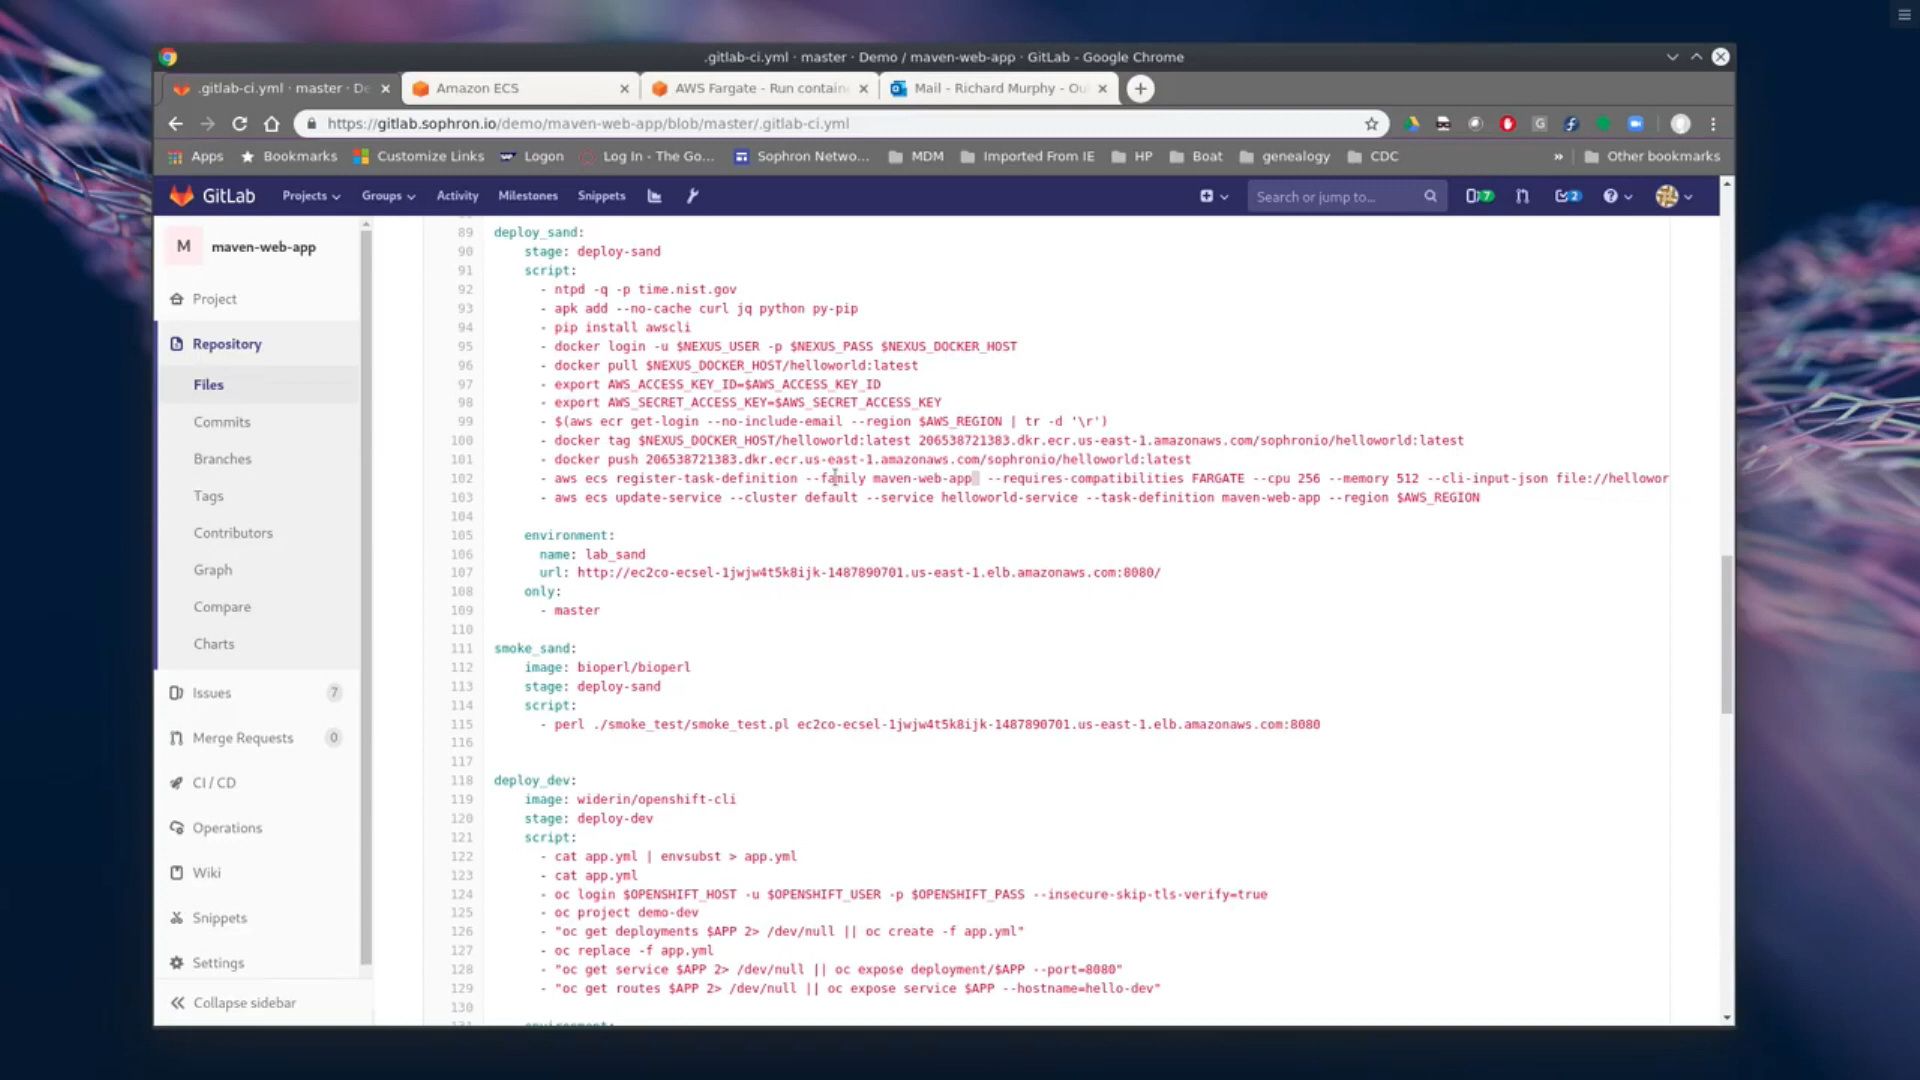 .gitlab-ci.yml · master · Demo / maven-web-app · GitLab - Google Chrome
.gitlab-ci.yml · master · De
Amazon ECS
AWS Fargate - Run contain
Mail - Richard Murphy - Ou
https://gitlab.sophron.io/demo/maven-web-app/blob/master/.gitlab-ci.yml
Apps
Bookmarks
Customize Links
Logon
Log In - The Go...
Sophron Netwo...
MDM
Imported From IE
HP
Boat
genealogy
CDC
»
Other bookmarks
GitLab
Projects
Groups
Activity
Milestones
Snippets
Search or jump to...
7
2
M maven-web-app
Project
Repository
Files
Commits
Branches
Tags
Contributors
Graph
Compare
Charts
Issues 7
Merge Requests 0
CI / CD
Operations
Wiki
Snippets
Settings
Collapse sidebar
89 deploy_sand:
90 stage: deploy-sand
91 script:
92 - ntpd -q -p time.nist.gov
93 - apk add --no-cache curl jq python py-pip
94 - pip install awscli
95 - docker login -u $NEXUS_USER -p $NEXUS_PASS $NEXUS_DOCKER_HOST
96 - docker pull $NEXUS_DOCKER_HOST/helloworld:latest
97 - export AWS_ACCESS_KEY_ID=$AWS_ACCESS_KEY_ID
98 - export AWS_SECRET_ACCESS_KEY=$AWS_SECRET_ACCESS_KEY
99 - $(aws ecr get-login --no-include-email --region $AWS_REGION | tr -d '\r')
100 - docker tag $NEXUS_DOCKER_HOST/helloworld:latest 206538721383.dkr.ecr.us-east-1.amazonaws.com/sophronio/helloworld:latest
101 - docker push 206538721383.dkr.ecr.us-east-1.amazonaws.com/sophronio/helloworld:latest
102 - aws ecs register-task-definition --family maven-web-app --requires-compatibilities FARGATE --cpu 256 --memory 512 --cli-input-json file://hellowor
103 - aws ecs update-service --cluster default --service helloworld-service --task-definition maven-web-app --region $AWS_REGION
104
105 environment:
106 name: lab_sand
107 url: http://ec2co-ecsel-1jwjw4t5k8ijk-1487890701.us-east-1.elb.amazonaws.com:8080/
108 only:
109 - master
110
111 smoke_sand:
112 image: bioperl/bioperl
113 stage: deploy-sand
114 script:
115 - perl ./smoke_test/smoke_test.pl ec2co-ecsel-1jwjw4t5k8ijk-1487890701.us-east-1.elb.amazonaws.com:8080
116
117
118 deploy_dev:
119 image: widerin/openshift-cli
120 stage: deploy-dev
121 script:
122 - cat app.yml | envsubst > app.yml
123 - cat app.yml
124 - oc login $OPENSHIFT_HOST -u $OPENSHIFT_USER -p $OPENSHIFT_PASS --insecure-skip-tls-verify=true
125 - oc project demo-dev
126 - "oc get deployments $APP 2> /dev/null || oc create -f app.yml"
127 - oc replace -f app.yml
128 - "oc get service $APP 2> /dev/null || oc expose deployment/$APP --port=8080"
129 - "oc get routes $APP 2> /dev/null || oc expose service $APP --hostname=hello-dev"
130